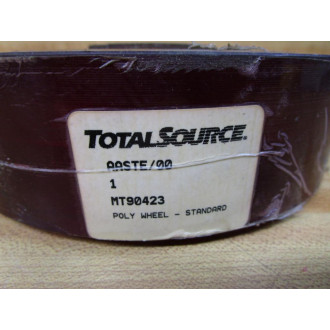 TOTALSOURCE®
AASTE/00
1
MT90423
POLY WHEEL - STANDARD